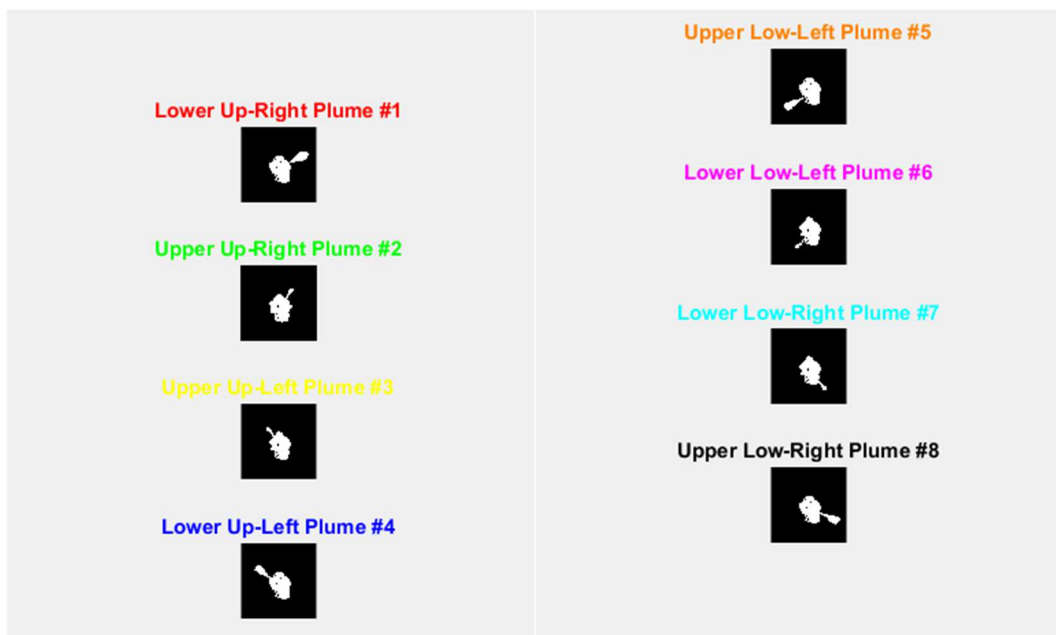 Lower Up-Right Plume #1
Upper Up-Right Plume #2
Upper Up-Left Plume #3
Lower Up-Left Plume #4
Upper Low-Left Plume #5
Lower Low-Left Plume #6
Lower Low-Right Plume #7
Upper Low-Right Plume #8